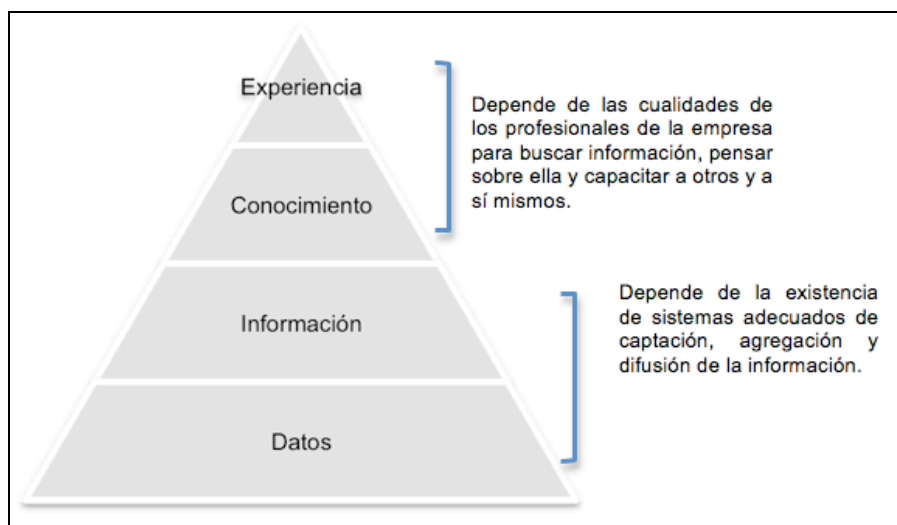 Experiencia
Depende de las cualidades de
los profesionales de la empresa
para buscar información, pensar
sobre ella y capacitar a otros y a
sí mismos.
Conocimiento
Información
Depende de la existencia
de sistemas adecuados de
captación, agregación y
difusión de la información.
Datos